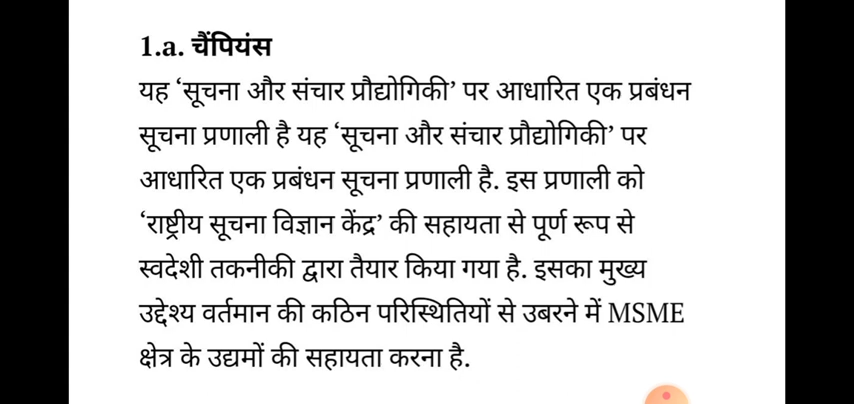 1.a. चैंपियंस
यह ‘सूचना और संचार प्रौद्योगिकी’ पर आधारित एक प्रबंधन
सूचना प्रणाली है यह ‘सूचना और संचार प्रौद्योगिकी’ पर
आधारित एक प्रबंधन सूचना प्रणाली है. इस प्रणाली को
‘राष्ट्रीय सूचना विज्ञान केंद्र’ की सहायता से पूर्ण रूप से
स्वदेशी तकनीकी द्वारा तैयार किया गया है. इसका मुख्य
उद्देश्य वर्तमान की कठिन परिस्थितियों से उबरने में MSME
क्षेत्र के उद्यमों की सहायता करना है.